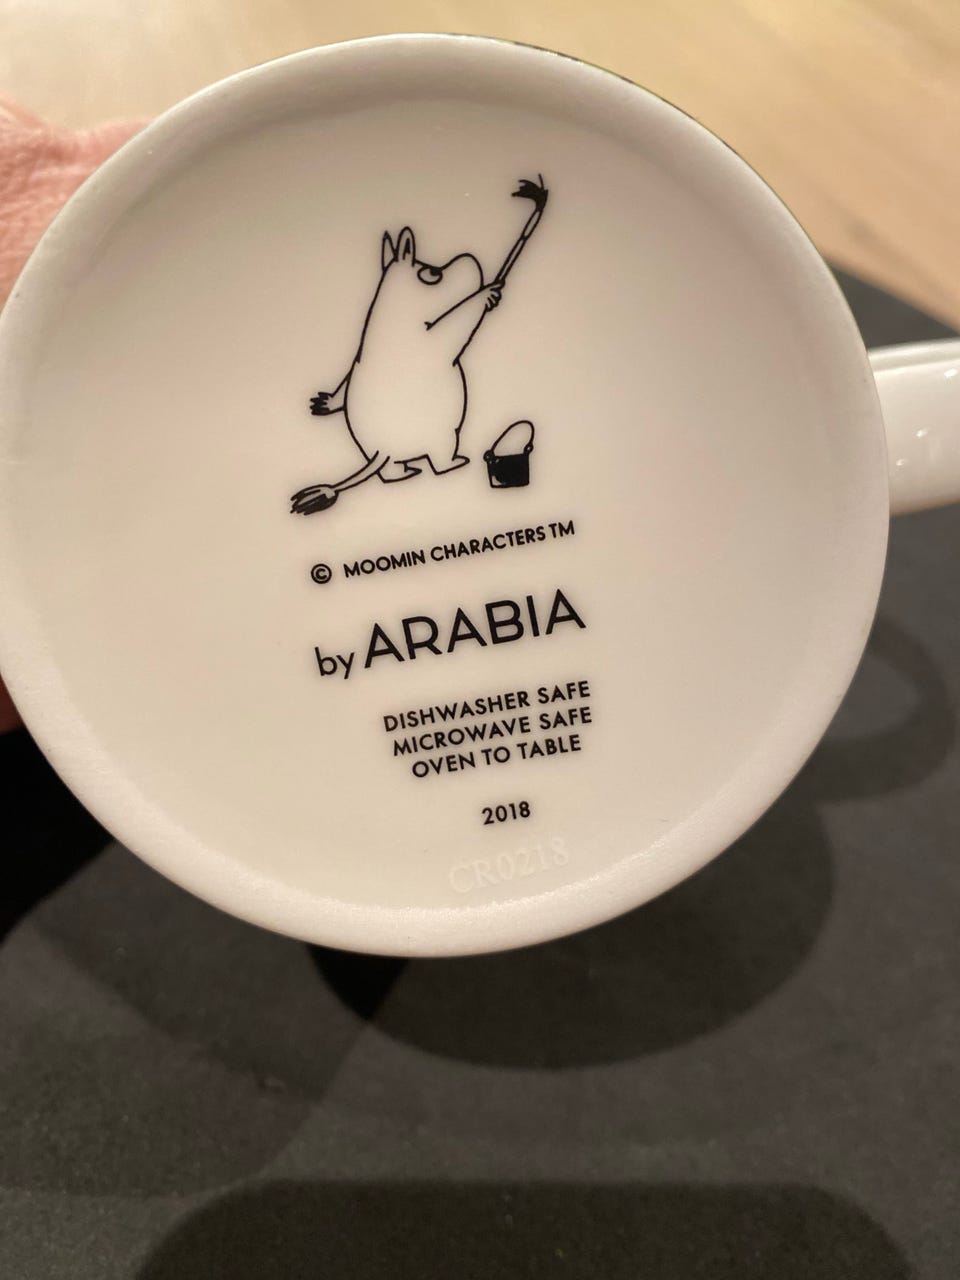 © MOOMIN CHARACTERS TM
by ARABIA
DISHWASHER SAFE
MICROWAVE SAFE
OVEN TO TABLE
2018
CR0218